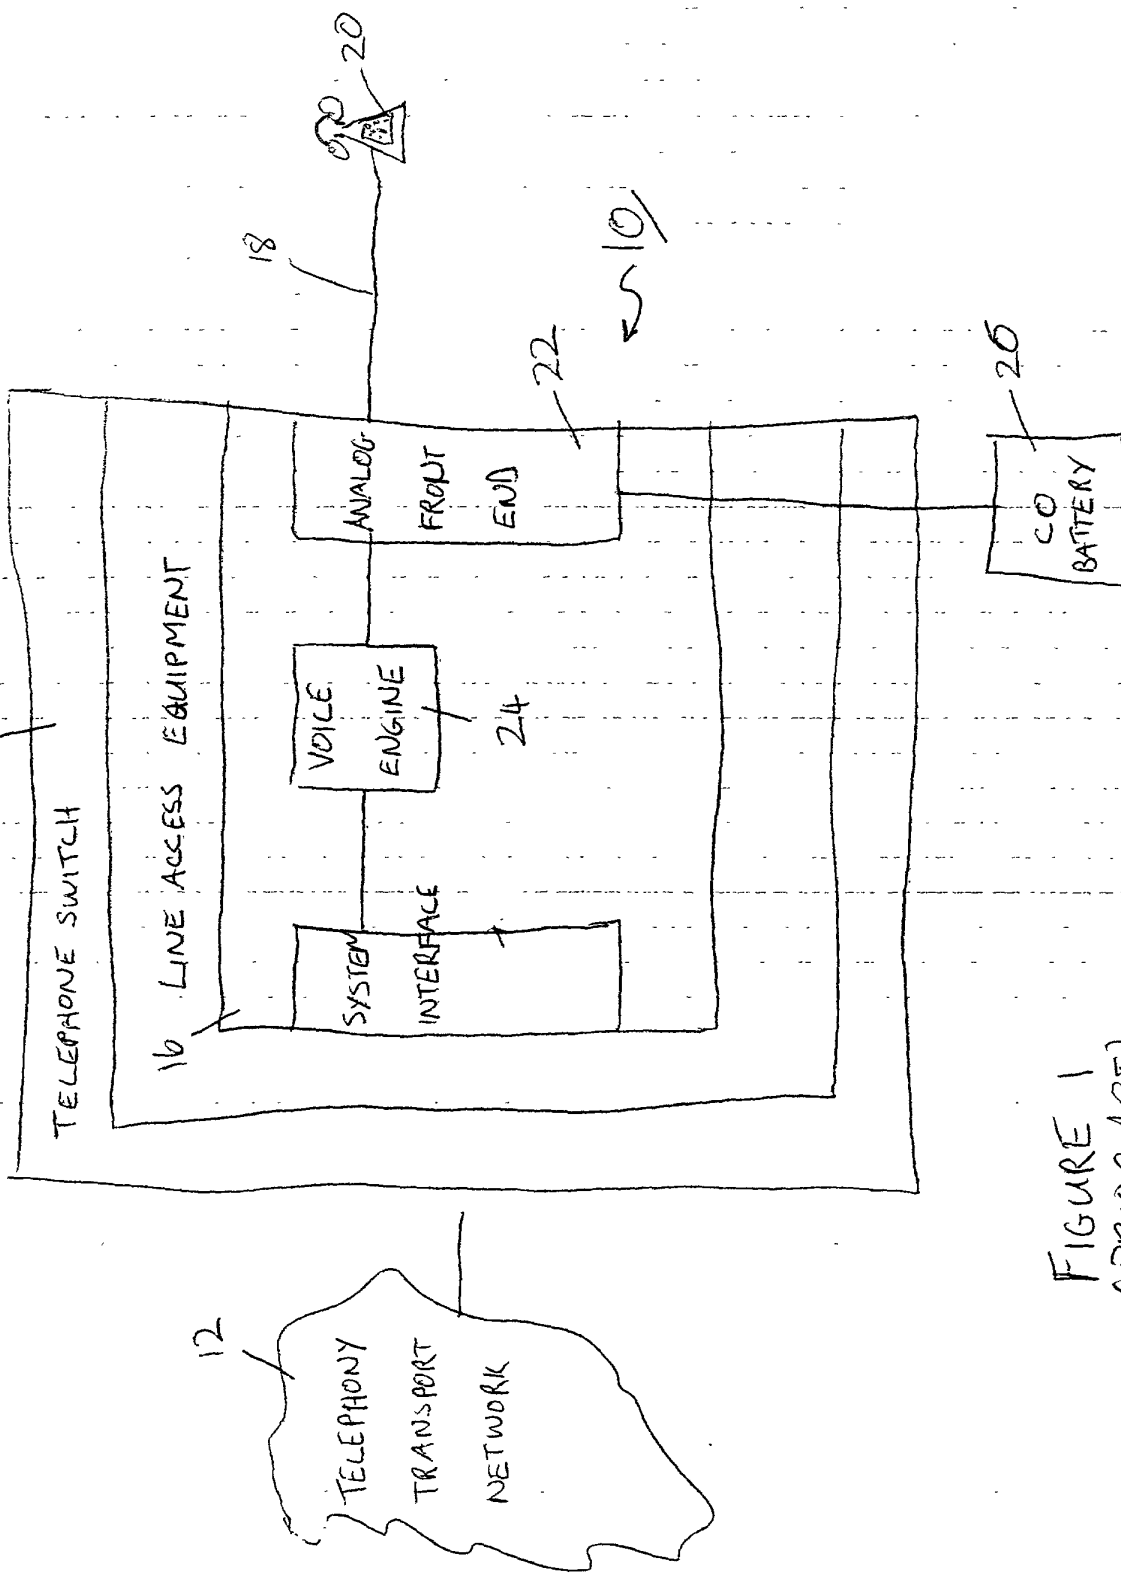 TELEPHONE SWITCH
LINE ACCESS EQUIPMENT
16
SYSTEM
INTERFACE
VOICE
ENGINE
24
ANALOG
FRONT
END
22
18
20
10
12
TELEPHONY
TRANSPORT
NETWORK
CO
BATTERY
26
FIGURE 1